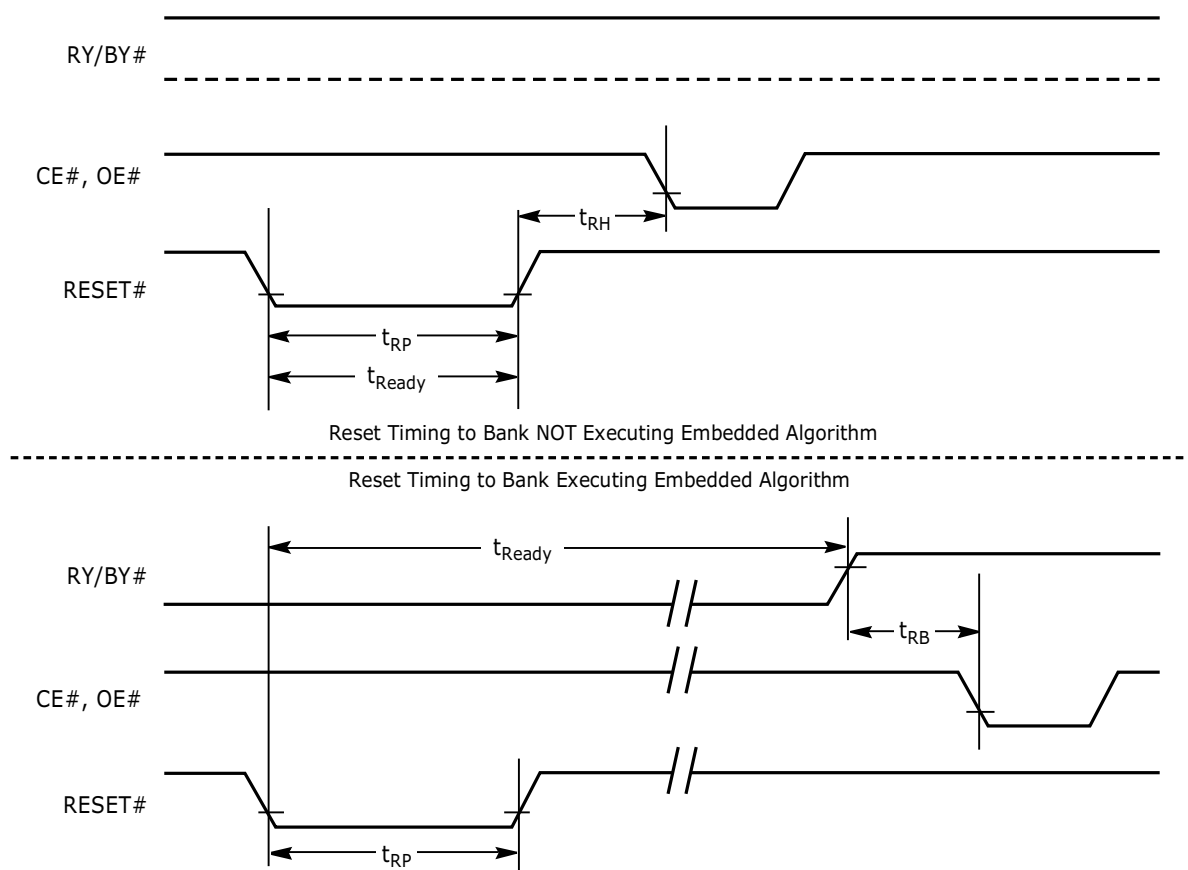 RY/BY#
CE#, OE#
tRH
RESET#
tRP
tReady
Reset Timing to Bank NOT Executing Embedded Algorithm
Reset Timing to Bank Executing Embedded Algorithm
tReady
RY/BY#
tRB
CE#, OE#
RESET#
tRP